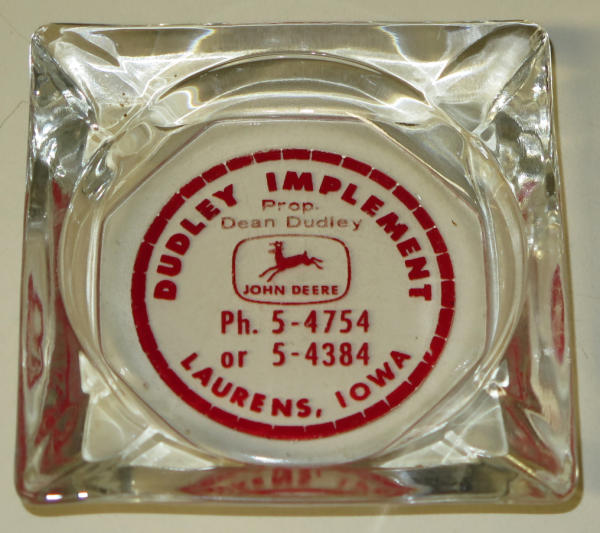 DUDLEY IMPLEMENT
Prop.
Dean Dudley
JOHN DEERE
Ph. 5-4754
or 5-4384
LAURENS, IOWA